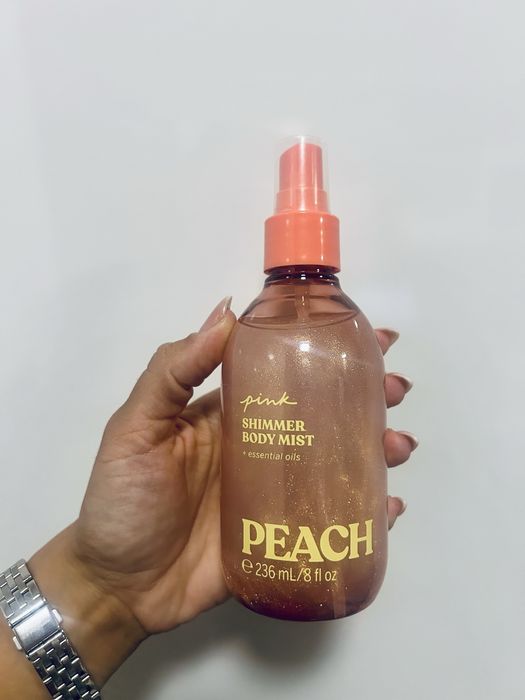 pink
SHIMMER
BODY MIST
+ essential oils
PEACH
℮ 236 mL/8 fl oz